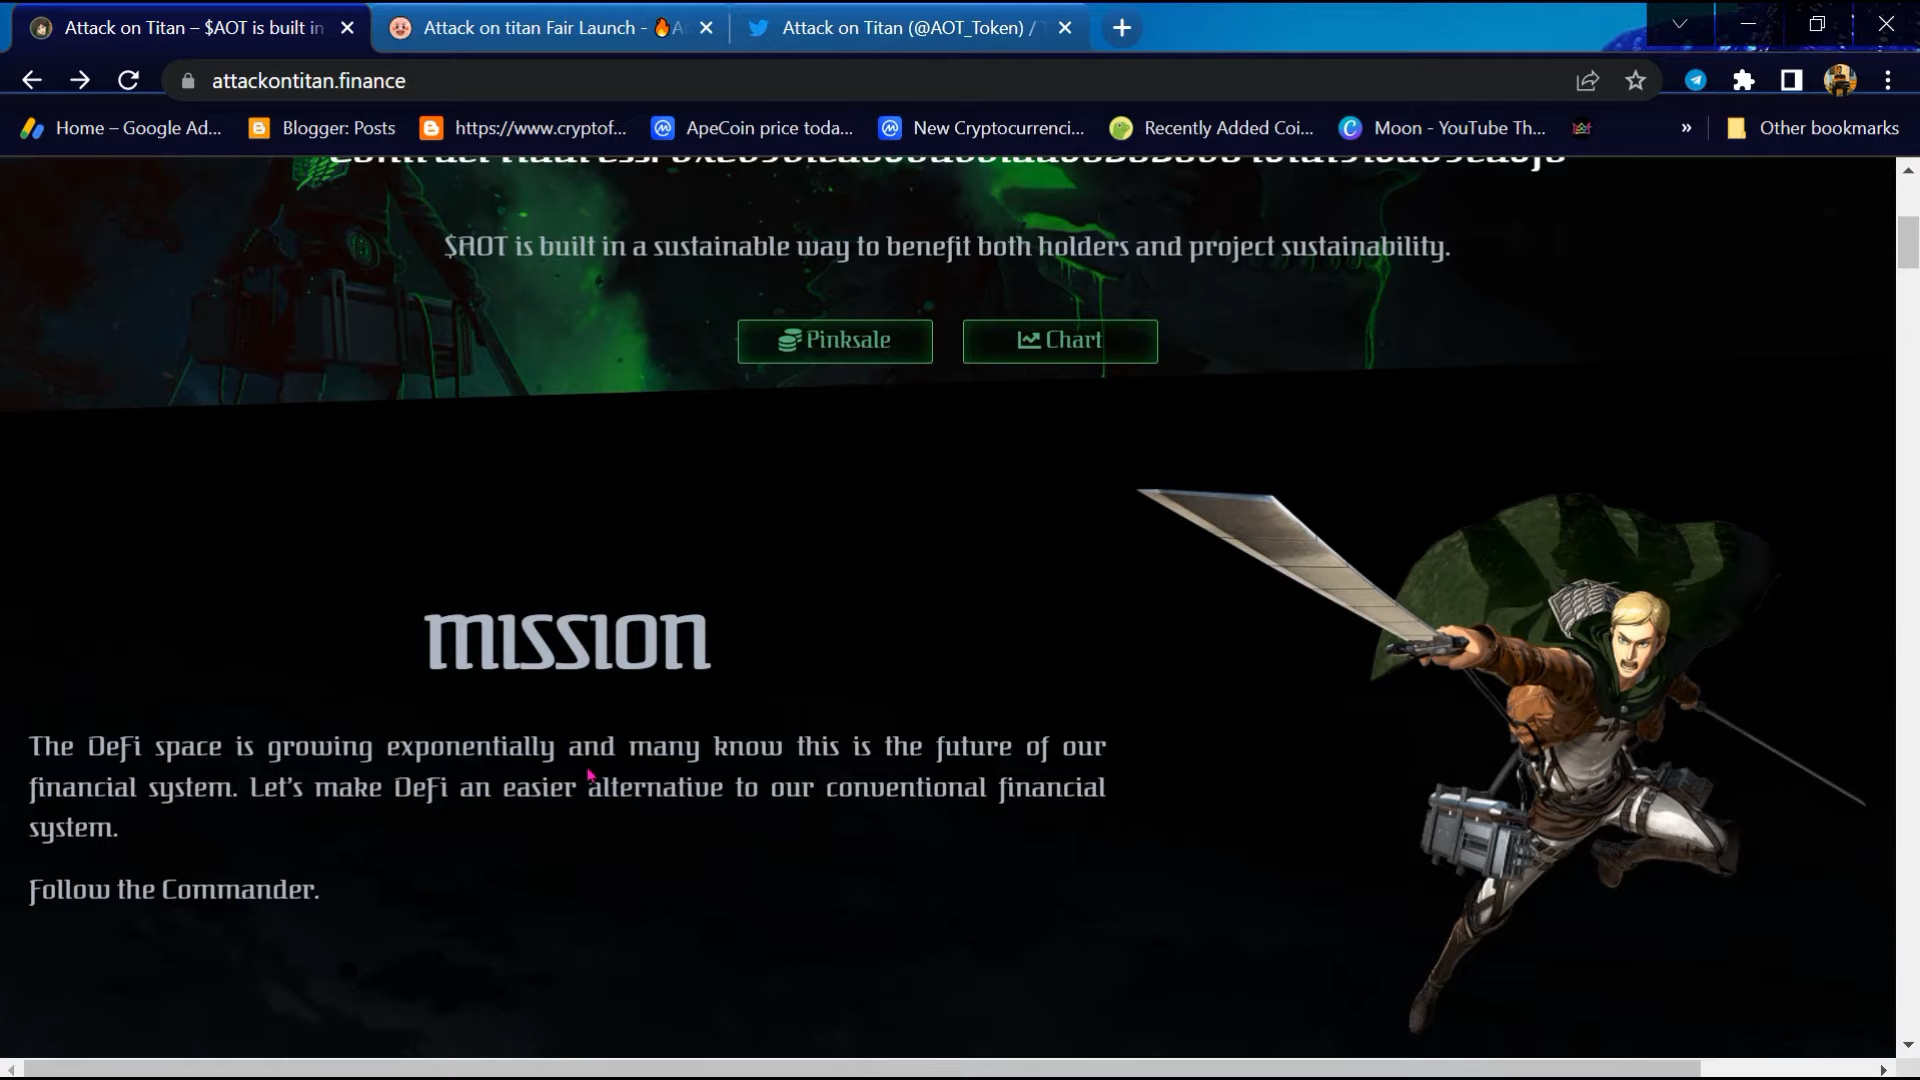 Attack on Titan – $AOT is built in
Attack on titan Fair Launch - 🔥A
Attack on Titan (@AOT_Token) /
attackontitan.finance
Home – Google Ad...
Blogger: Posts
https://www.cryptof...
ApeCoin price toda...
New Cryptocurrenci...
Recently Added Coi...
Moon - YouTube Th...
»
Other bookmarks
$AOT is built in a sustainable way to benefit both holders and project sustainability.
Pinksale
Chart
MISSION
The DeFi space is growing exponentially and many know this is the future of our
financial system. Let's make DeFi an easier alternative to our conventional financial
system.
Follow the Commander.